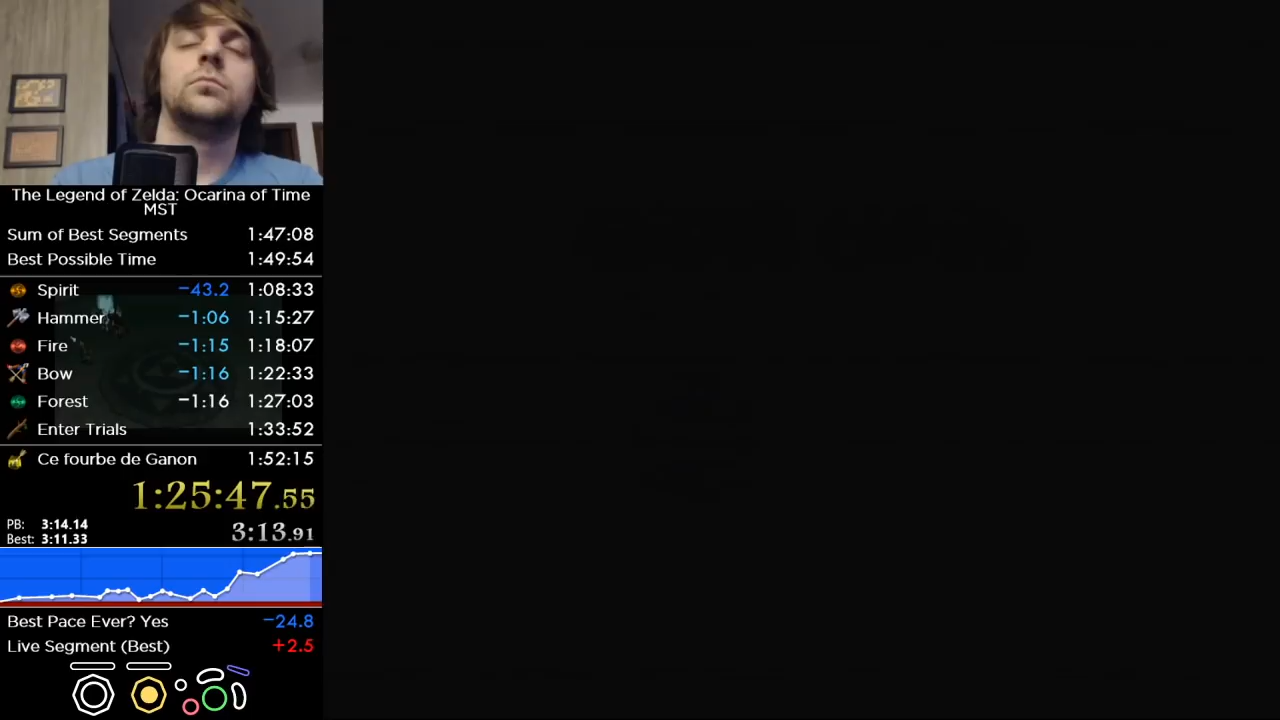 The Legend of Zelda: Ocarina of Time
MST
Sum of Best Segments 1:47:08
Best Possible Time 1:49:54
Spirit −43.2 1:08:33
Hammer −1:06 1:15:27
Fire −1:15 1:18:07
Bow −1:16 1:22:33
Forest −1:16 1:27:03
Enter Trials 1:33:52
Ce fourbe de Ganon 1:52:15
1:25:47.55
PB: 3:14.14 3:13.91
Best: 3:11.33
Best Pace Ever? Yes −24.8
Live Segment (Best) +2.5